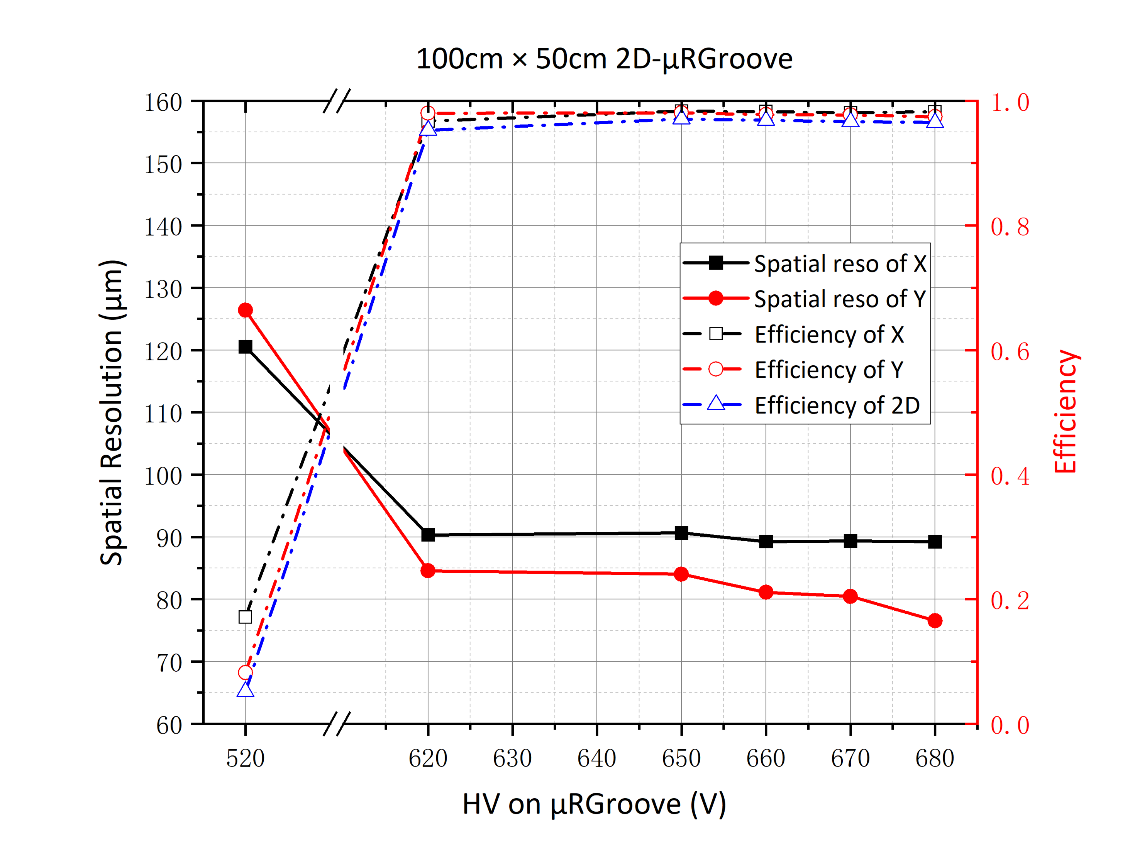 100cm × 50cm 2D-μRGroove
160
150
140
130
120
110
100
90
80
70
60
Spatial Resolution (μm)
1.0
0.8
0.6
0.4
0.2
0.0
Efficiency
Spatial reso of X
Spatial reso of Y
Efficiency of X
Efficiency of Y
Efficiency of 2D
520 620 630 640 650 660 670 680
HV on μRGroove (V)